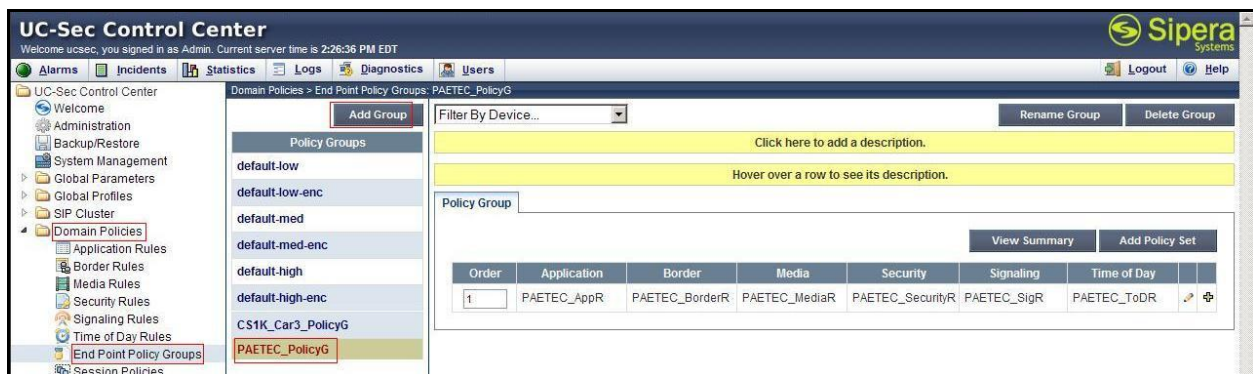 UC-Sec Control Center
Welcome ucsec, you signed in as Admin. Current server time is 2:26:36 PM EDT
Sipera
Systems
Alarms Incidents Statistics Logs Diagnostics Users Logout Help
UC-Sec Control Center
Welcome
Administration
Backup/Restore
System Management
Global Parameters
Global Profiles
SIP Cluster
Domain Policies
Application Rules
Border Rules
Media Rules
Security Rules
Signaling Rules
Time of Day Rules
End Point Policy Groups
Session Policies
Domain Policies > End Point Policy Groups: PAETEC_PolicyG
Add Group
Policy Groups
default-low
default-low-enc
default-med
default-med-enc
default-high
default-high-enc
CS1K_Car3_PolicyG
PAETEC_PolicyG
Filter By Device...
Rename Group Delete Group
Click here to add a description.
Hover over a row to see its description.
Policy Group
View Summary Add Policy Set
Order Application Border Media Security Signaling Time of Day
1 PAETEC_AppR PAETEC_BorderR PAETEC_MediaR PAETEC_SecurityR PAETEC_SigR PAETEC_ToDR